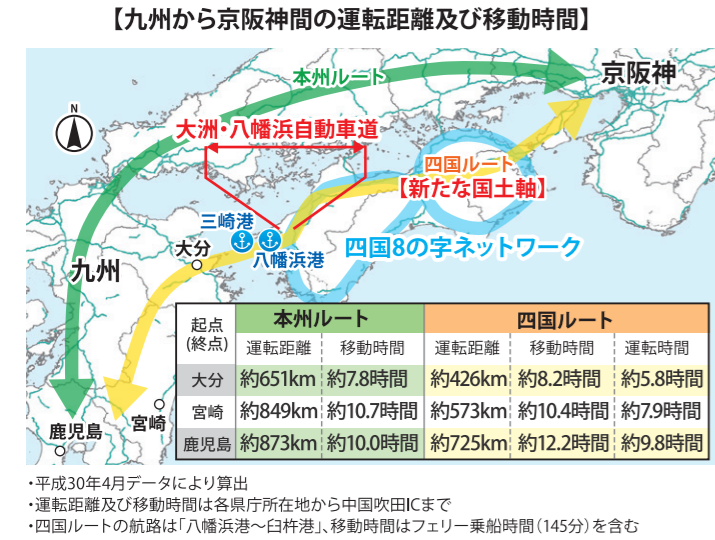 【九州から京阪神間の運転距離及び移動時間】
京阪神
本州ルート
N
大洲・八幡浜自動車道
四国ルート
【新たな国土軸】
三崎港
八幡浜港
四国8の字ネットワーク
大分
九州
宮崎
鹿児島
起点(終点) 本州ルート 四国ルート
運転距離 移動時間 運転距離 移動時間 運転時間
大分 約651km 約7.8時間 約426km 約8.2時間 約5.8時間
宮崎 約849km 約10.7時間 約573km 約10.4時間 約7.9時間
鹿児島 約873km 約10.0時間 約725km 約12.2時間 約9.8時間
・平成30年4月データにより算出
・運転距離及び移動時間は各県庁所在地から中国吹田ICまで
・四国ルートの航路は「八幡浜港～臼杵港」、移動時間はフェリー乗船時間（145分）を含む